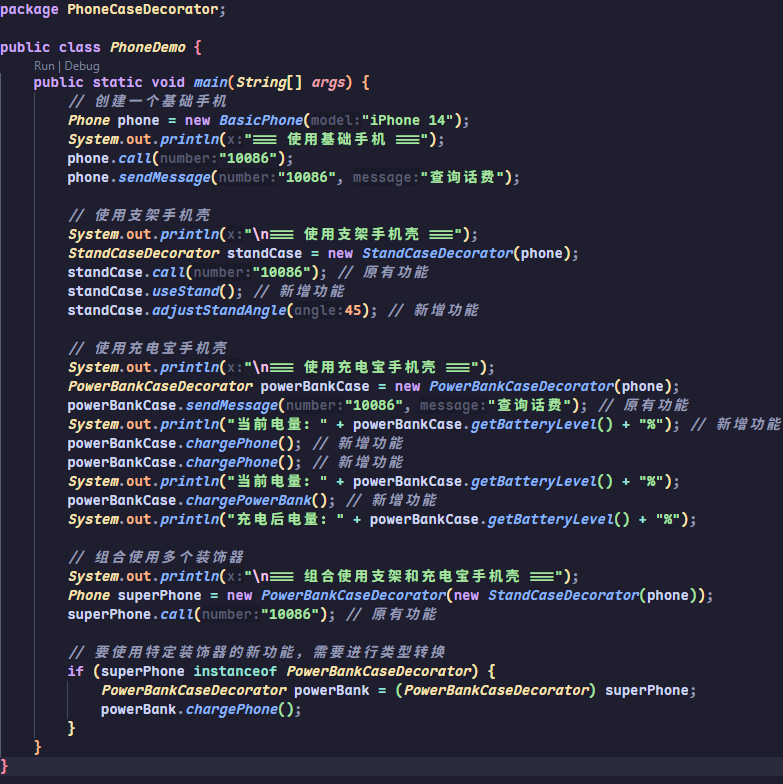 package PhoneCaseDecorator;

public class PhoneDemo {
Run | Debug
    public static void main(String[] args) {
        // 创建一个基础手机
        Phone phone = new BasicPhone(model:"iPhone 14");
        System.out.println(x:"=== 使用基础手机 ===");
        phone.call(number:"10086");
        phone.sendMessage(number:"10086", message:"查询话费");

        // 使用支架手机壳
        System.out.println(x:"\n=== 使用支架手机壳 ===");
        StandCaseDecorator standCase = new StandCaseDecorator(phone);
        standCase.call(number:"10086"); // 原有功能
        standCase.useStand(); // 新增功能
        standCase.adjustStandAngle(angle:45); // 新增功能

        // 使用充电宝手机壳
        System.out.println(x:"\n=== 使用充电宝手机壳 ===");
        PowerBankCaseDecorator powerBankCase = new PowerBankCaseDecorator(phone);
        powerBankCase.sendMessage(number:"10086", message:"查询话费"); // 原有功能
        System.out.println("当前电量: " + powerBankCase.getBatteryLevel() + "%"); // 新增功能
        powerBankCase.chargePhone(); // 新增功能
        powerBankCase.chargePhone(); // 新增功能
        System.out.println("当前电量: " + powerBankCase.getBatteryLevel() + "%");
        powerBankCase.chargePowerBank(); // 新增功能
        System.out.println("充电后电量: " + powerBankCase.getBatteryLevel() + "%");

        // 组合使用多个装饰器
        System.out.println(x:"\n=== 组合使用支架和充电宝手机壳 ===");
        Phone superPhone = new PowerBankCaseDecorator(new StandCaseDecorator(phone));
        superPhone.call(number:"10086"); // 原有功能

        // 要使用特定装饰器的新功能，需要进行类型转换
        if (superPhone instanceof PowerBankCaseDecorator) {
            PowerBankCaseDecorator powerBank = (PowerBankCaseDecorator) superPhone;
            powerBank.chargePhone();
        }
    }
}